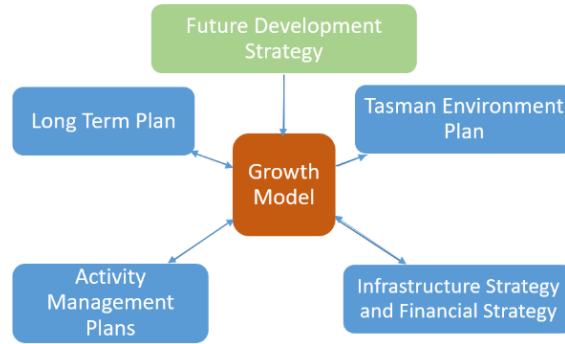 Future Development
Strategy
Long Term Plan
Tasman Environment
Plan
Growth
Model
Activity
Management
Plans
Infrastructure Strategy
and Financial Strategy